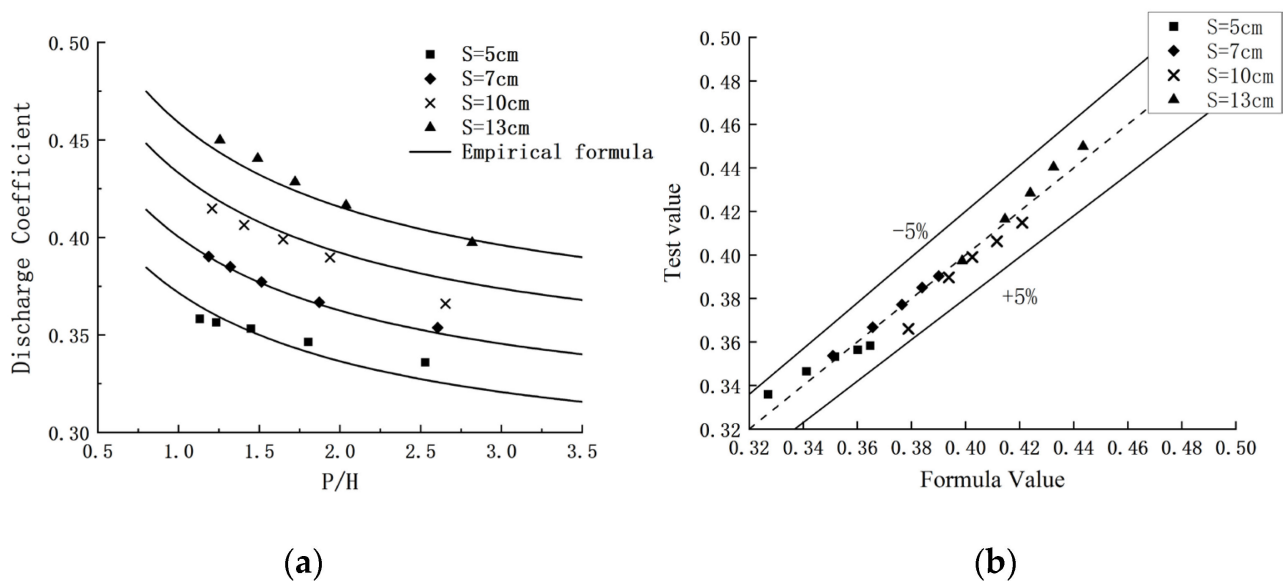 0.50
0.45
0.40
0.35
0.30
Discharge Coefficient
0.5 1.0 1.5 2.0 2.5 3.0 3.5
P/H
S=5cm
S=7cm
S=10cm
S=13cm
Empirical formula
(a)
0.50
0.48
0.46
0.44
0.42
0.40
0.38
0.36
0.34
0.32
Test value
0.32 0.34 0.36 0.38 0.40 0.42 0.44 0.46 0.48 0.50
Formula Value
S=5cm
S=7cm
S=10cm
S=13cm
-5%
+5%
(b)